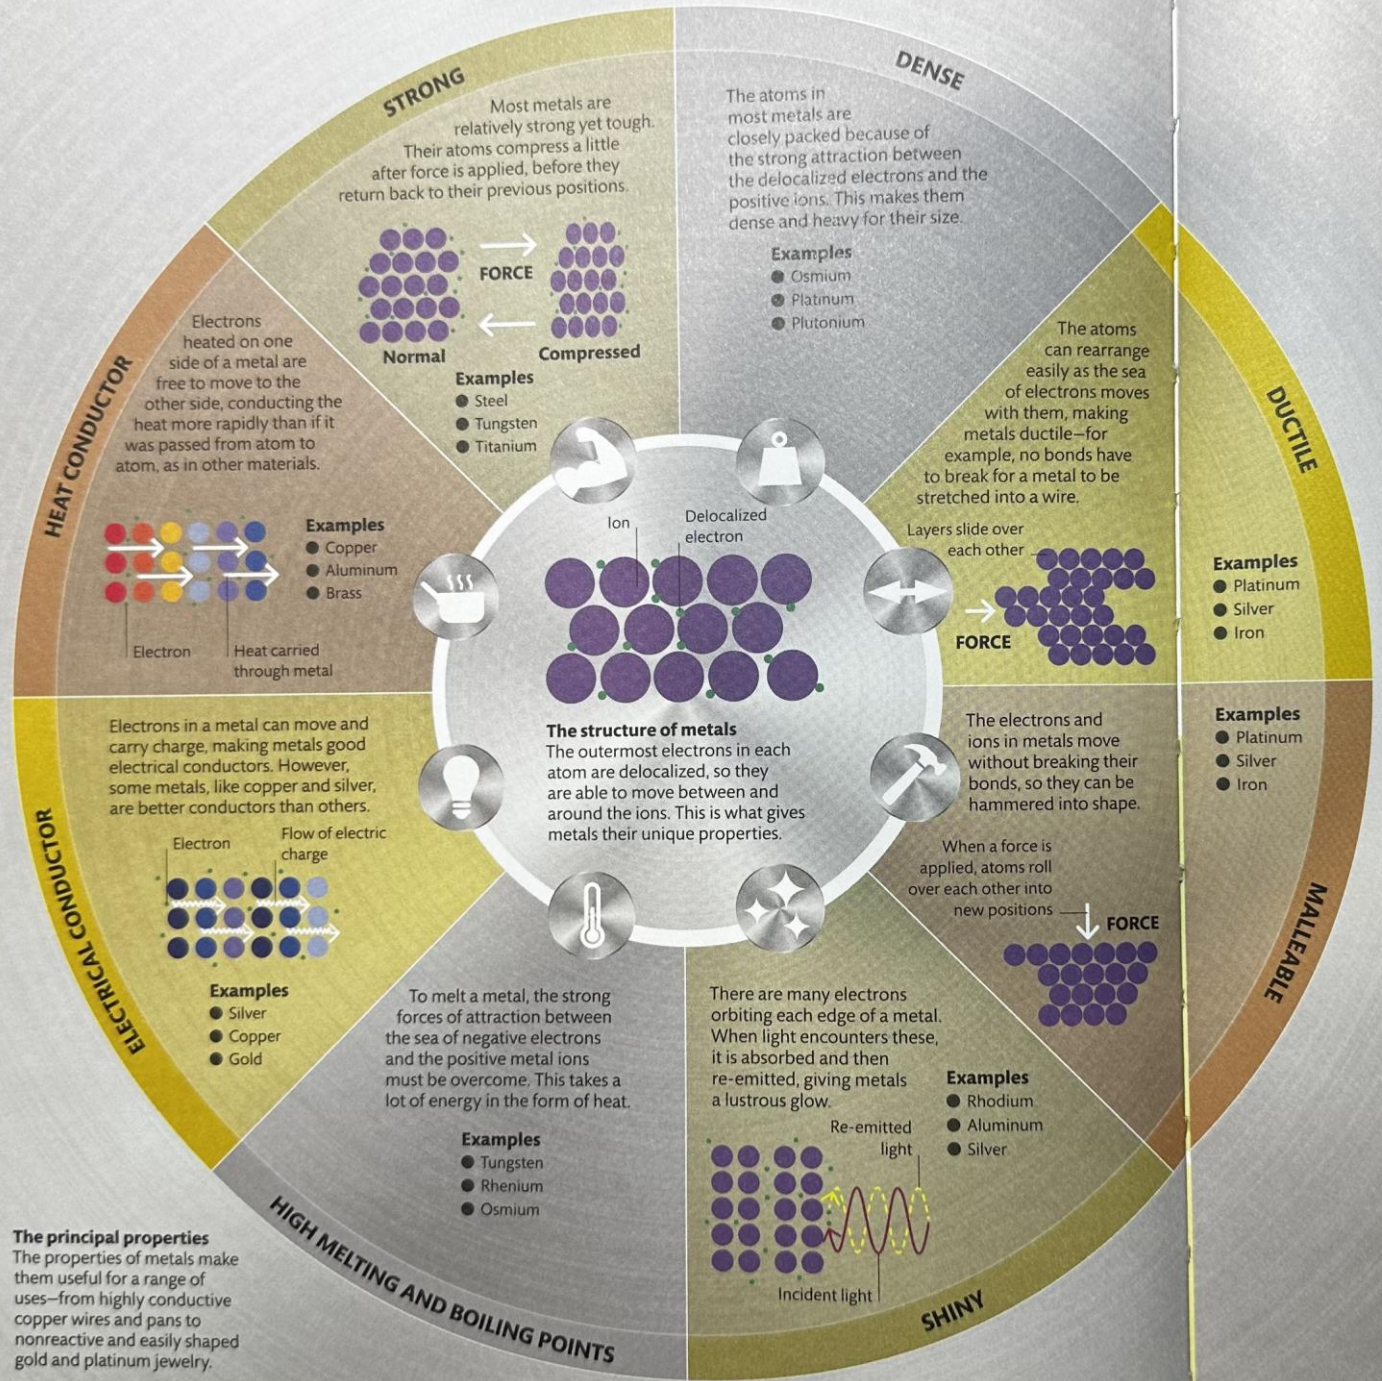 STRONG
Most metals are
relatively strong yet tough.
Their atoms compress a little
after force is applied, before they
return back to their previous positions.
FORCE
Normal
Compressed
Examples
Steel
Tungsten
Titanium
DENSE
The atoms in
most metals are
closely packed because of
the strong attraction between
the delocalized electrons and the
positive ions. This makes them
dense and heavy for their size.
Examples
Osmium
Platinum
Plutonium
DUCTILE
The atoms
can rearrange
easily as the sea
of electrons moves
with them, making
metals ductile—for
example, no bonds have
to break for a metal to be
stretched into a wire.
Layers slide over
each other
FORCE
Examples
Platinum
Silver
Iron
HEAT CONDUCTOR
Electrons
heated on one
side of a metal are
free to move to the
other side, conducting the
heat more rapidly than if it
was passed from atom to
atom, as in other materials.
Examples
Copper
Aluminum
Brass
Electron
Heat carried
through metal
Ion
Delocalized
electron
The structure of metals
The outermost electrons in each
atom are delocalized, so they
are able to move between and
around the ions. This is what gives
metals their unique properties.
MALLEABLE
The electrons and
ions in metals move
without breaking their
bonds, so they can be
hammered into shape.
Examples
Platinum
Silver
Iron
When a force is
applied, atoms roll
over each other into
new positions
FORCE
ELECTRICAL CONDUCTOR
Electrons in a metal can move and
carry charge, making metals good
electrical conductors. However,
some metals, like copper and silver,
are better conductors than others.
Electron
Flow of electric
charge
Examples
Silver
Copper
Gold
HIGH MELTING AND BOILING POINTS
To melt a metal, the strong
forces of attraction between
the sea of negative electrons
and the positive metal ions
must be overcome. This takes a
lot of energy in the form of heat.
Examples
Tungsten
Rhenium
Osmium
SHINY
There are many electrons
orbiting each edge of a metal.
When light encounters these,
it is absorbed and then
re-emitted, giving metals
a lustrous glow.
Examples
Rhodium
Aluminum
Silver
Re-emitted
light
Incident light
The principal properties
The properties of metals make
them useful for a range of
uses—from highly conductive
copper wires and pans to
nonreactive and easily shaped
gold and platinum jewelry.